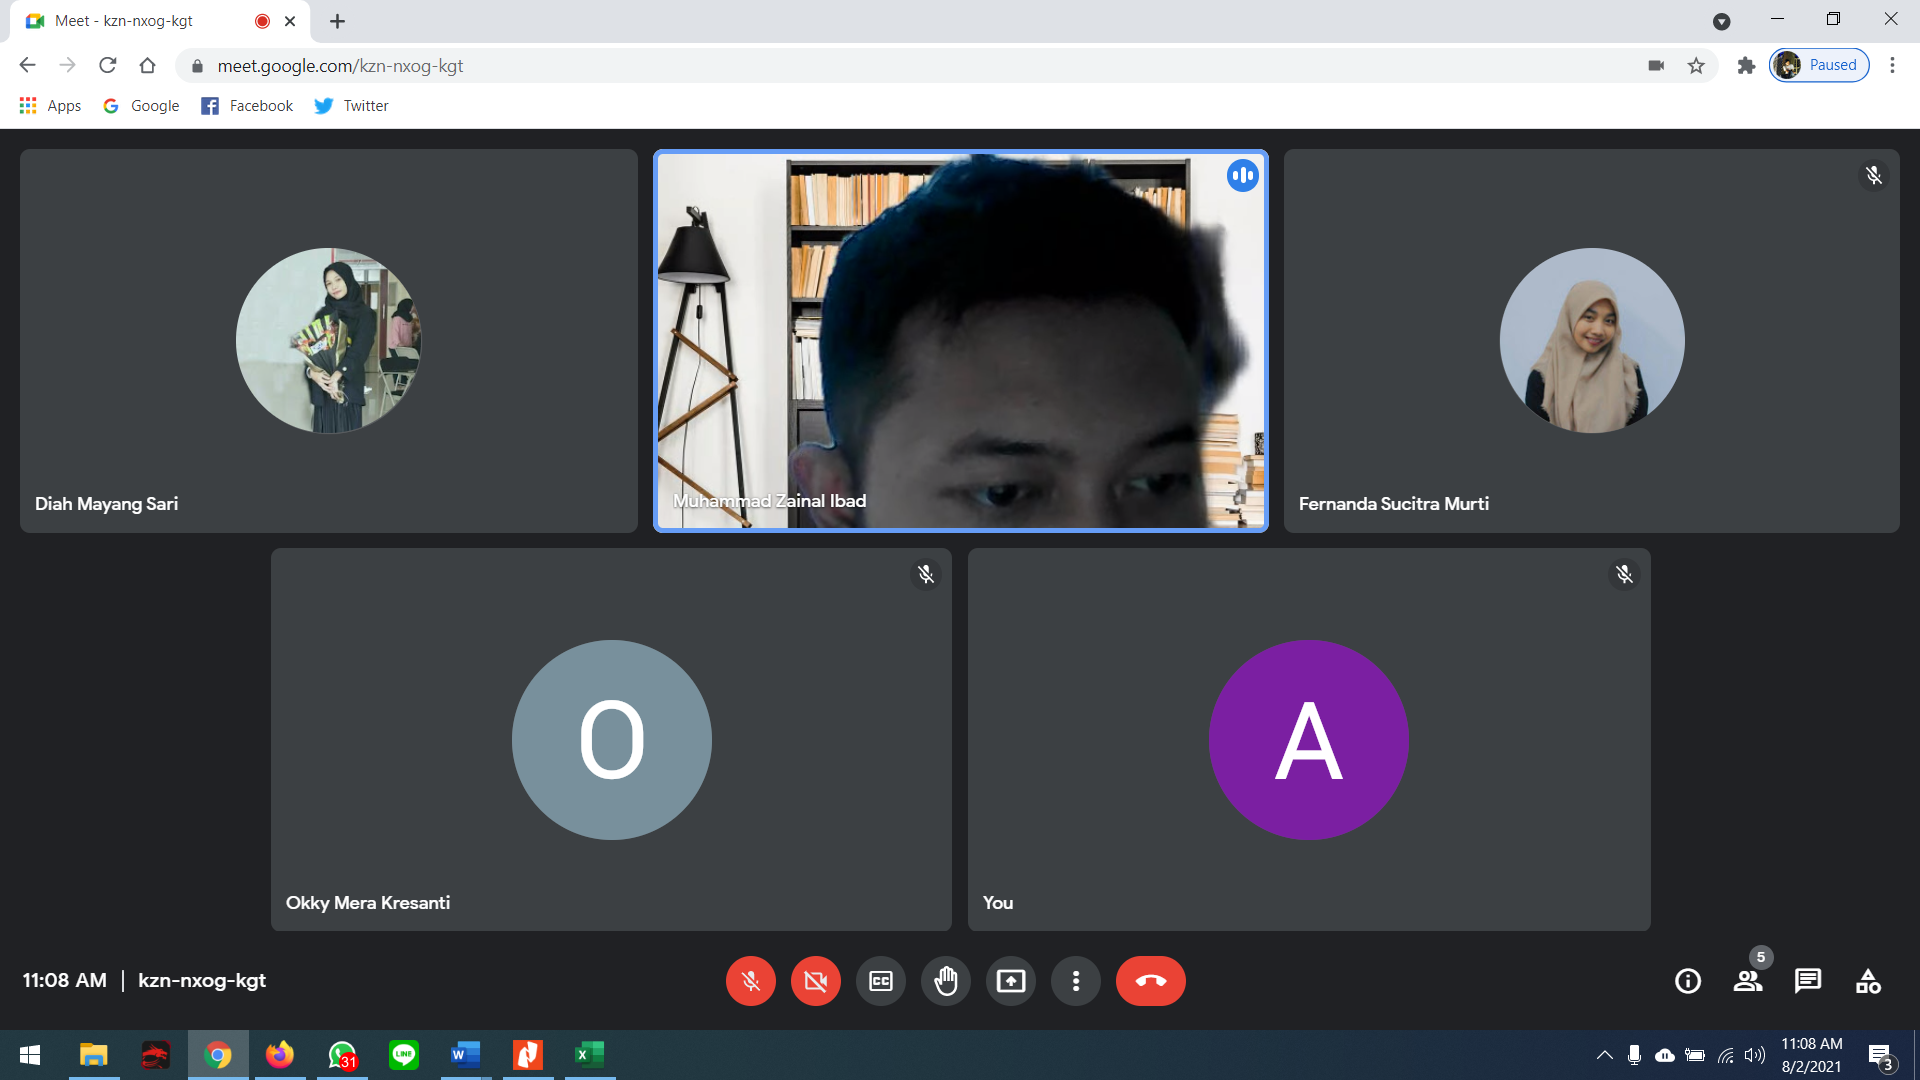 Meet - kzn-nxog-kgt
meet.google.com/kzn-nxog-kgt
Paused
Apps Google Facebook Twitter
Diah Mayang Sari
Muhammad Zainal Ibad
Fernanda Sucitra Murti
O
A
Okky Mera Kresanti
You
11:08 AM | kzn-nxog-kgt
CC
5
31
LINE
W
X
11:08 AM
8/2/2021
3